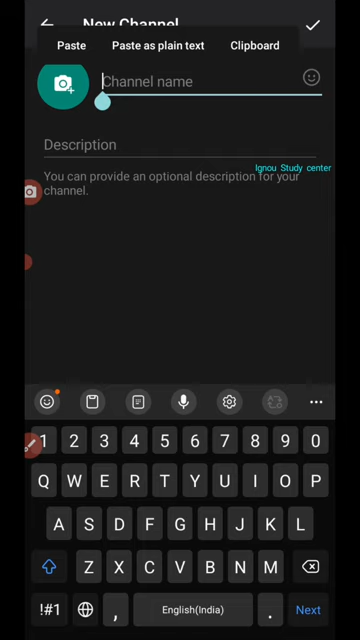 New Channel
Paste Paste as plain text Clipboard
Channel name
Description
Ignou Study center
You can provide an optional description for your
channel.
1 2 3 4 5 6 7 8 9 0
Q W E R T Y U I O P
A S D F G H J K L
Z X C V B N M
!#1 , English(India) . Next